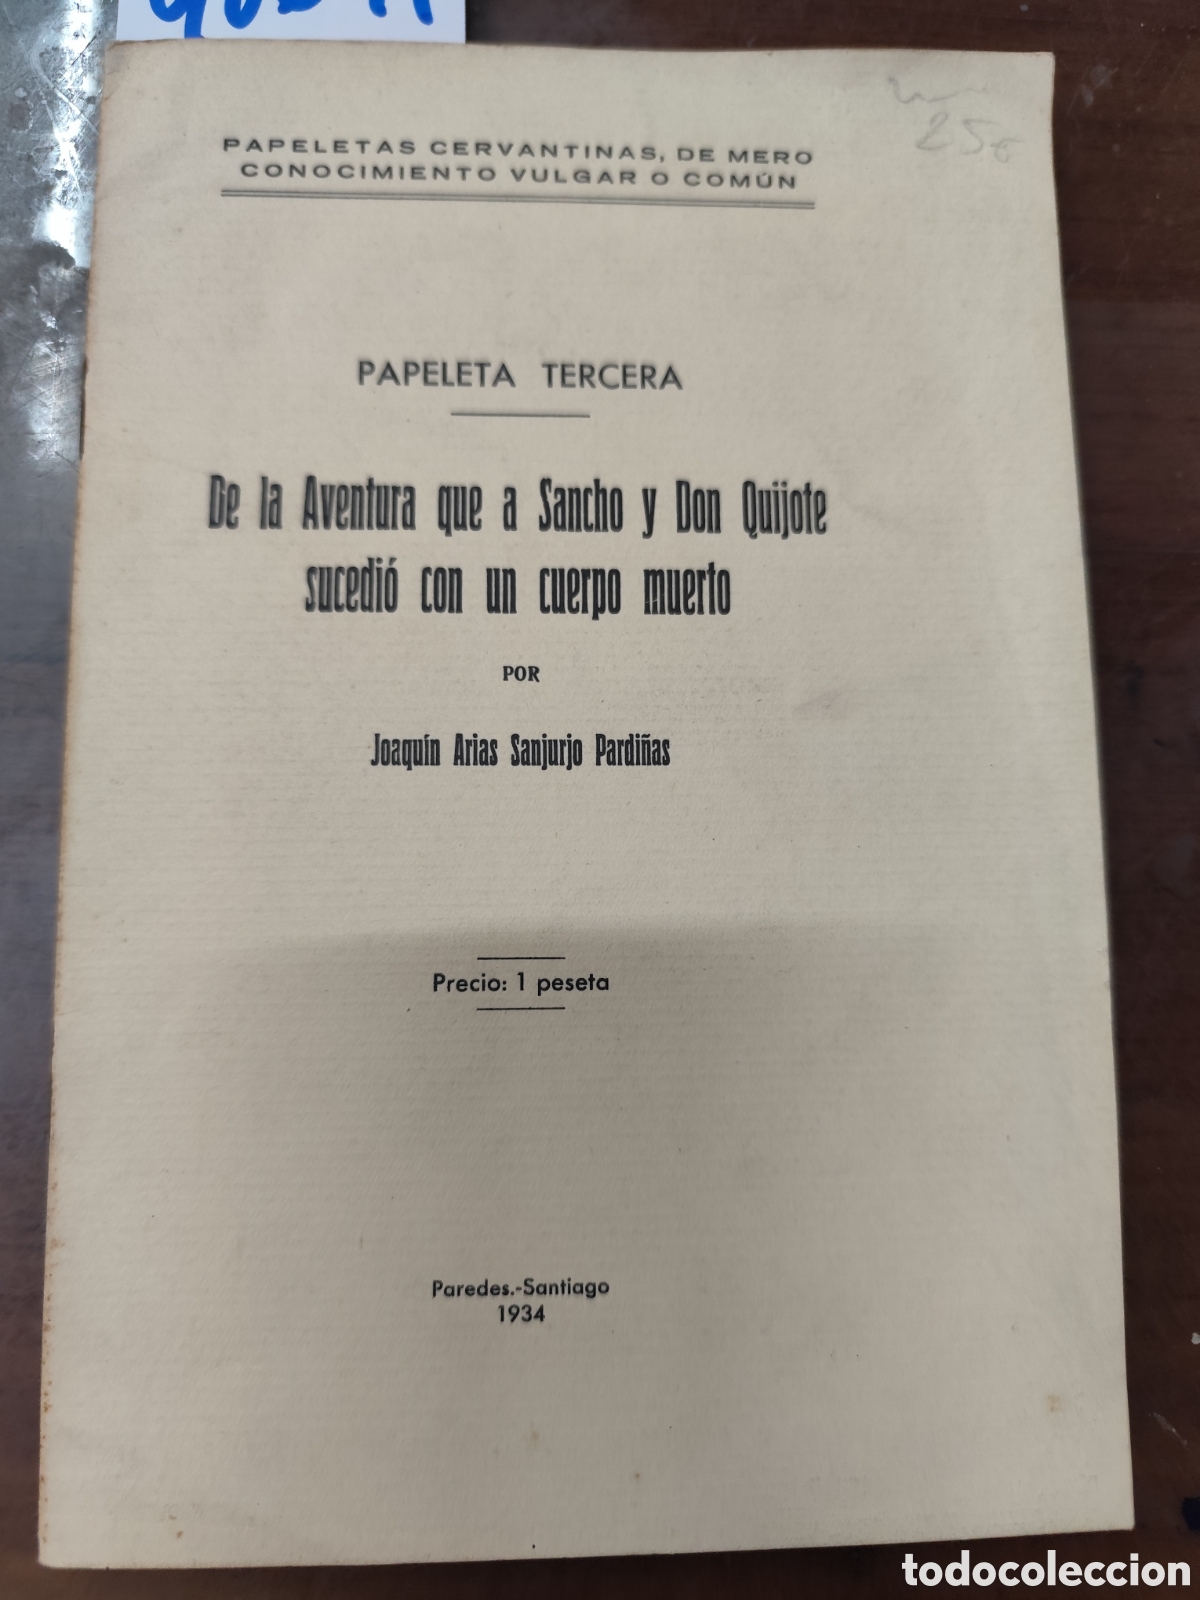 PAPELETAS CERVANTINAS, DE MERO
CONOCIMIENTO VULGAR O COMÚN
25€
PAPELETA TERCERA
De la Aventura que a Sancho y Don Quijote
sucedió con un cuerpo muerto
POR
Joaquín Arias Sanjurjo Pardiñas
Precio: 1 peseta
Paredes.-Santiago
1934
todocoleccion